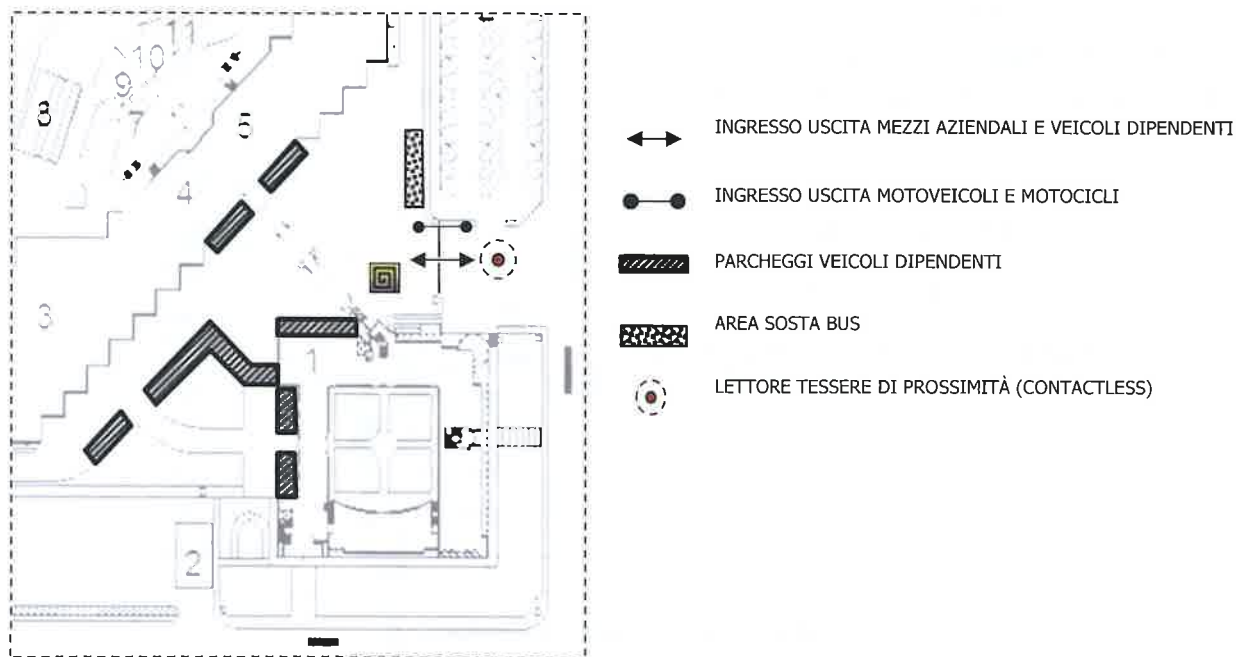 11
10
9
8
7
5
4
3
1
2
INGRESSO USCITA MEZZI AZIENDALI E VEICOLI DIPENDENTI
INGRESSO USCITA MOTOVEICOLI E MOTOCICLI
PARCHEGGI VEICOLI DIPENDENTI
AREA SOSTA BUS
LETTORE TESSERE DI PROSSIMITÀ (CONTACTLESS)